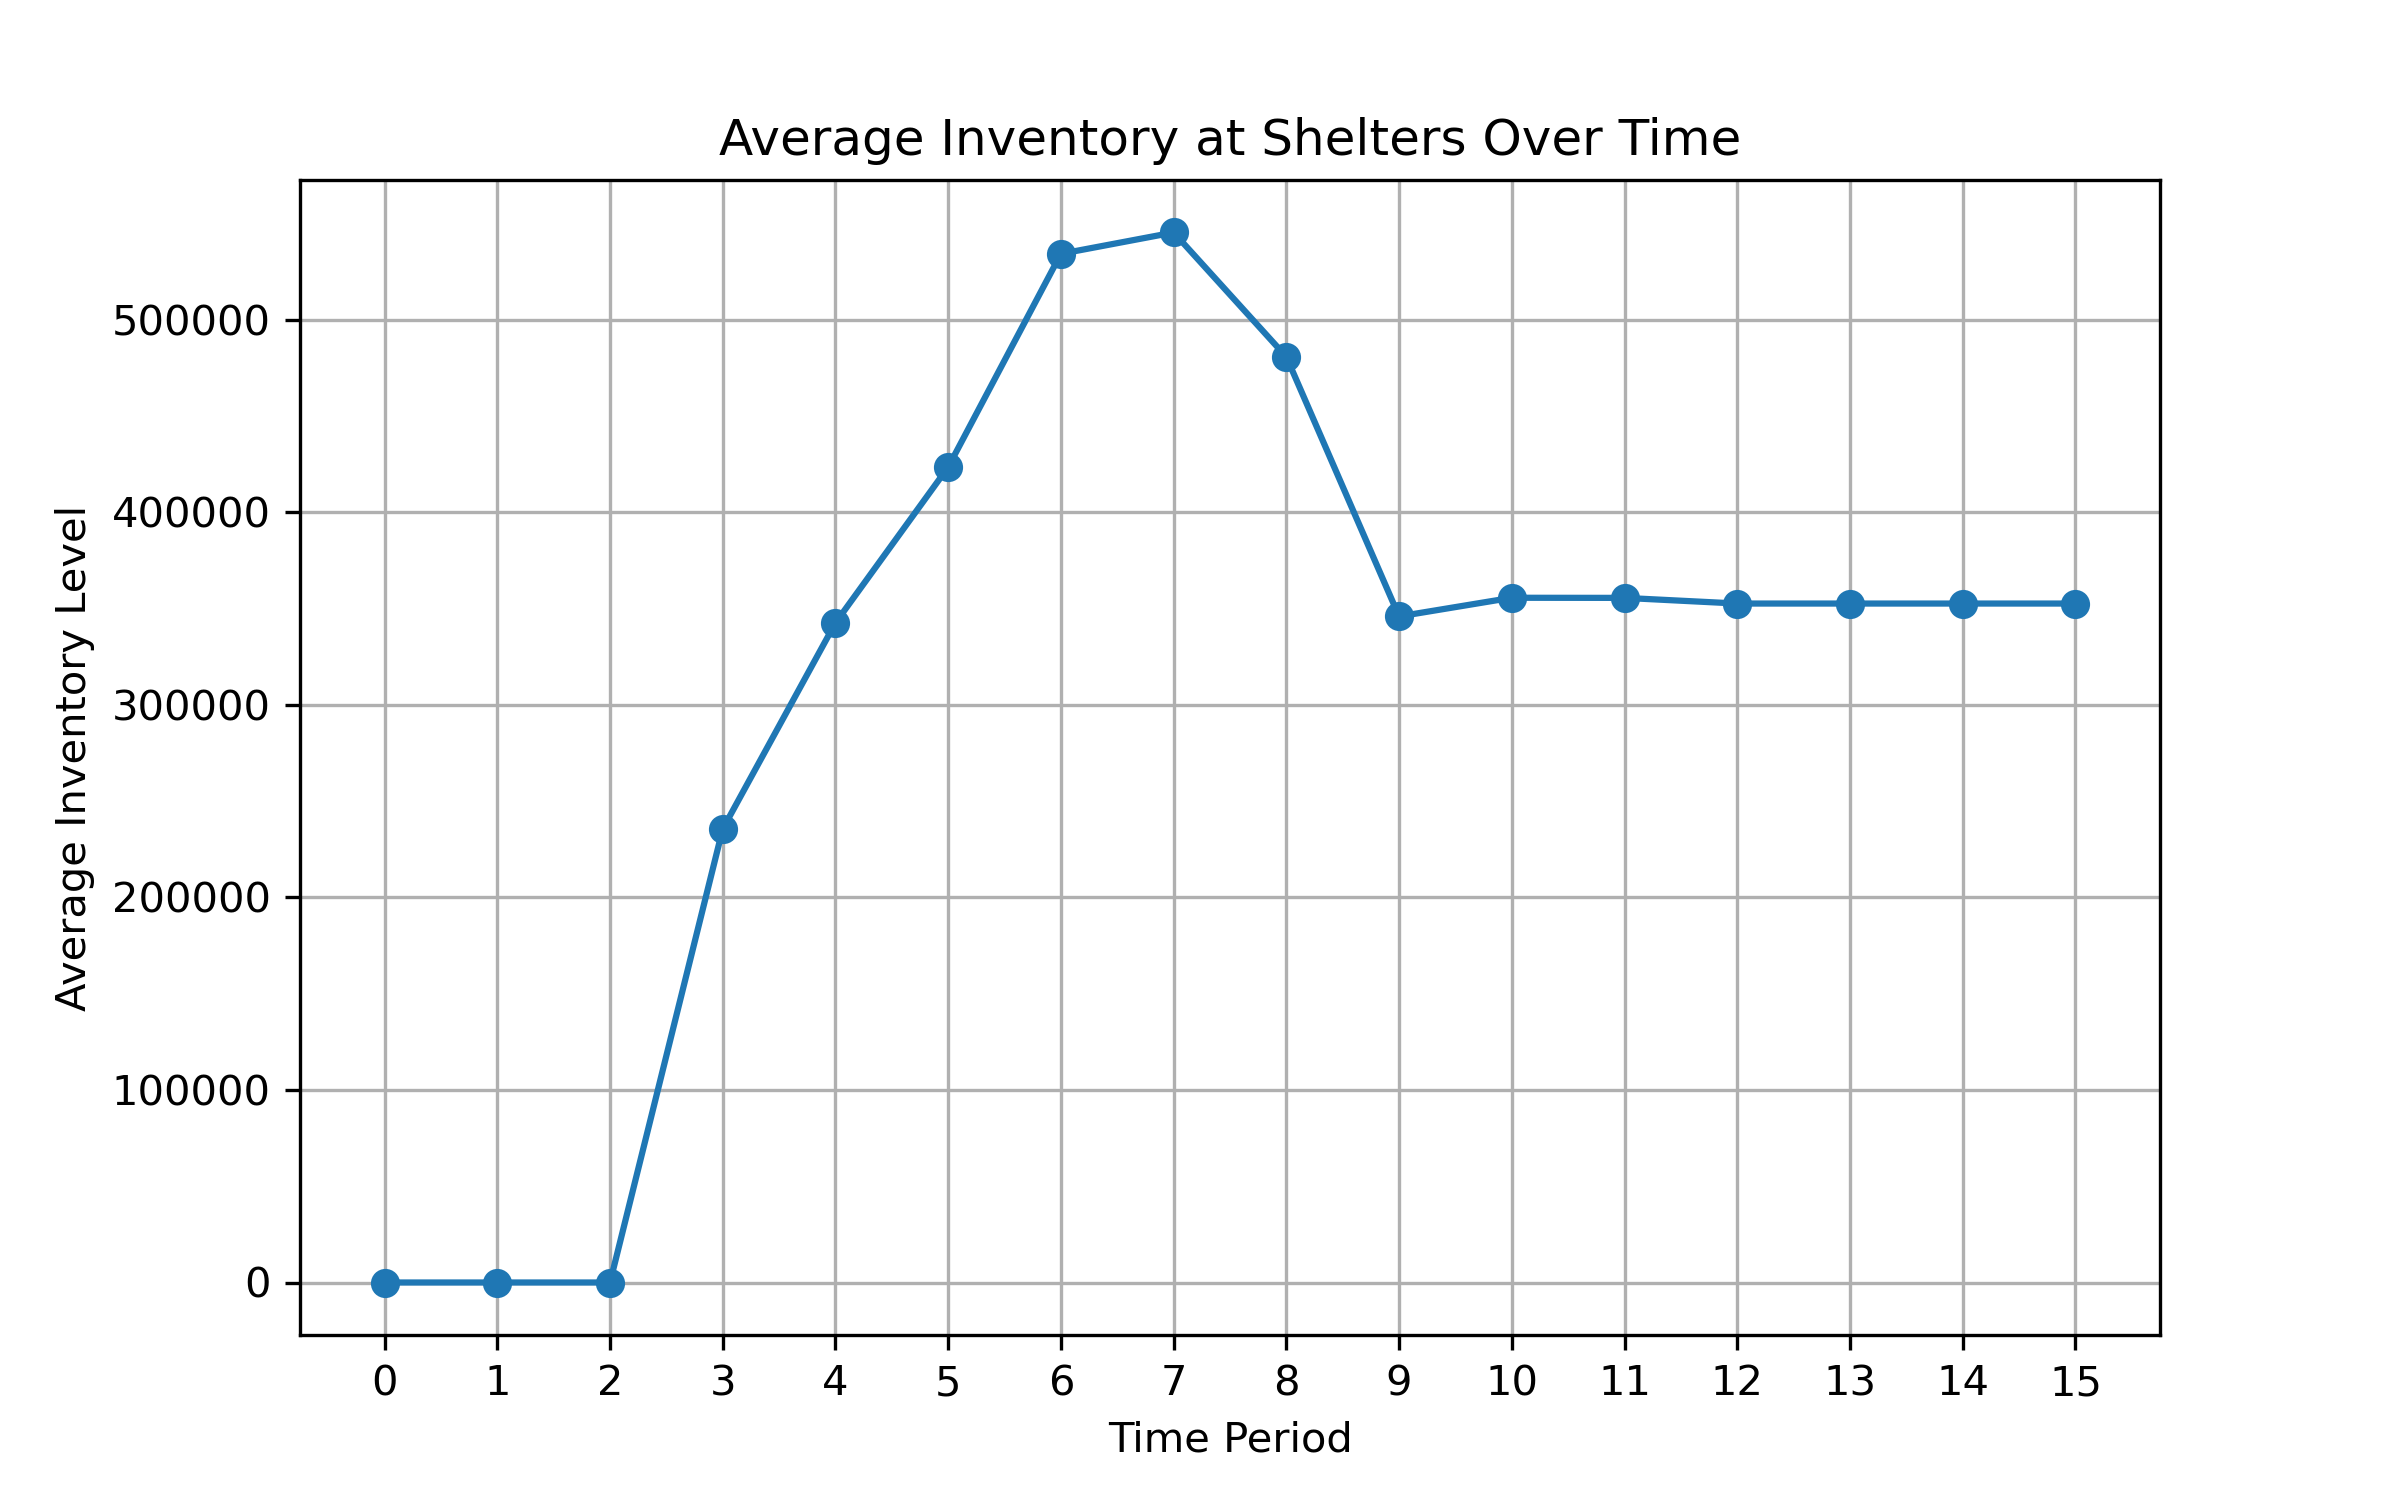 Average Inventory at Shelters Over Time
Average Inventory Level
500000
400000
300000
200000
100000
0
0 1 2 3 4 5 6 7 8 9 10 11 12 13 14 15
Time Period